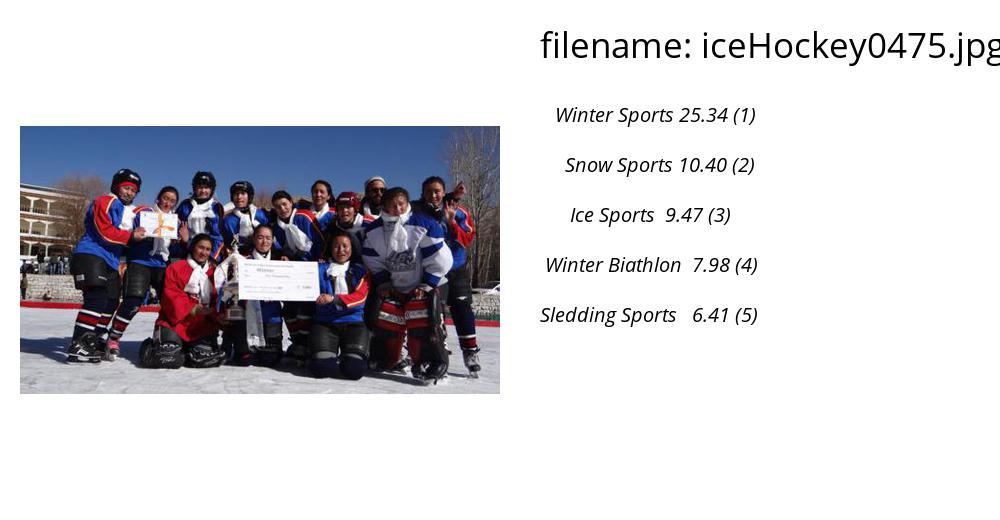 filename: iceHockey0475.jpg
Winter Sports 25.34 (1)
Snow Sports 10.40 (2)
Ice Sports 9.47 (3)
Winter Biathlon 7.98 (4)
Sledding Sports 6.41 (5)